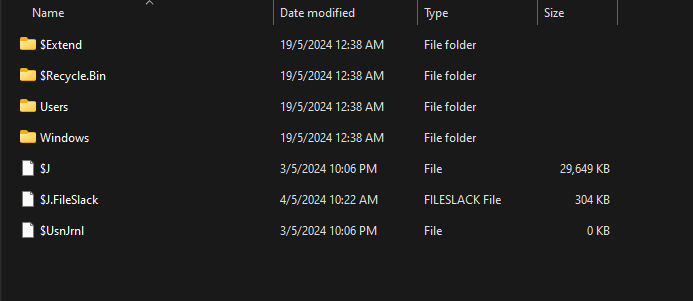 Name Date modified Type Size
$Extend 19/5/2024 12:38 AM File folder
$Recycle.Bin 19/5/2024 12:38 AM File folder
Users 19/5/2024 12:38 AM File folder
Windows 19/5/2024 12:38 AM File folder
$J 3/5/2024 10:06 PM File 29,649 KB
$J.FileSlack 4/5/2024 10:22 AM FILESLACK File 304 KB
$UsnJrnl 3/5/2024 10:06 PM File 0 KB